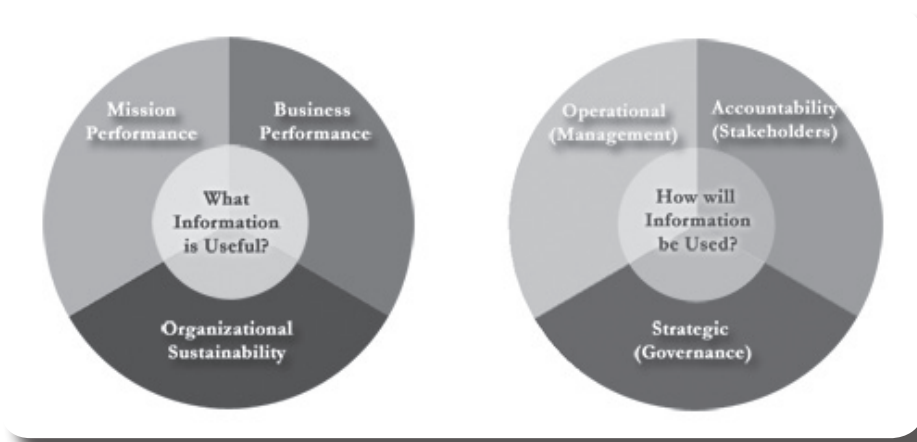 Mission
Performance
Business
Performance
What
Information
is Useful?
Organizational
Sustainability
Operational
(Management)
Accountability
(Stakeholders)
How will
Information
be Used?
Strategic
(Governance)